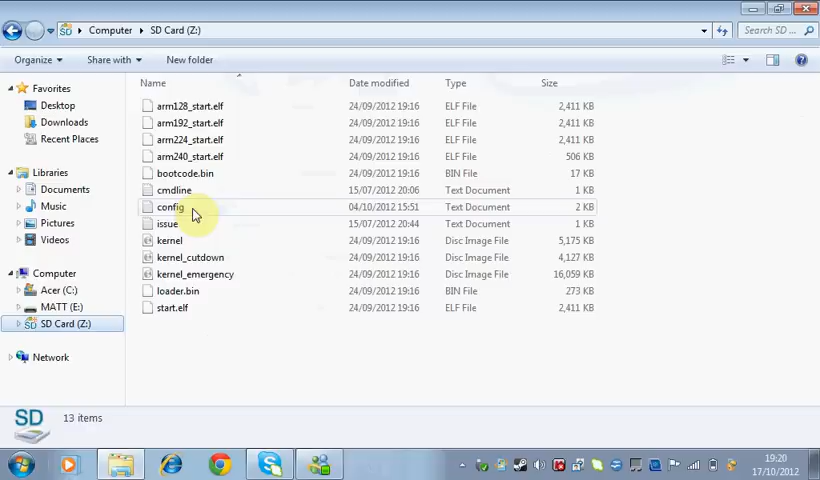 Computer SD Card (Z:) Search SD ...
Organize Share with New folder
Favorites
Desktop
Downloads
Recent Places
Libraries
Documents
Music
Pictures
Videos
Computer
Acer (C:)
MATT (E:)
SD Card (Z:)
Network
Name Date modified Type Size
arm128_start.elf 24/09/2012 19:16 ELF File 2,411 KB
arm192_start.elf 24/09/2012 19:16 ELF File 2,411 KB
arm224_start.elf 24/09/2012 19:16 ELF File 2,411 KB
arm240_start.elf 24/09/2012 19:16 ELF File 506 KB
bootcode.bin 24/09/2012 19:16 BIN File 17 KB
cmdline 15/07/2012 20:06 Text Document 1 KB
config 04/10/2012 15:51 Text Document 2 KB
issue 15/07/2012 20:44 Text Document 1 KB
kernel 24/09/2012 19:16 Disc Image File 5,175 KB
kernel_cutdown 24/09/2012 19:16 Disc Image File 4,127 KB
kernel_emergency 24/09/2012 19:16 Disc Image File 16,059 KB
loader.bin 24/09/2012 19:16 BIN File 273 KB
start.elf 24/09/2012 19:16 ELF File 2,411 KB
SD 13 items
19:20
17/10/2012